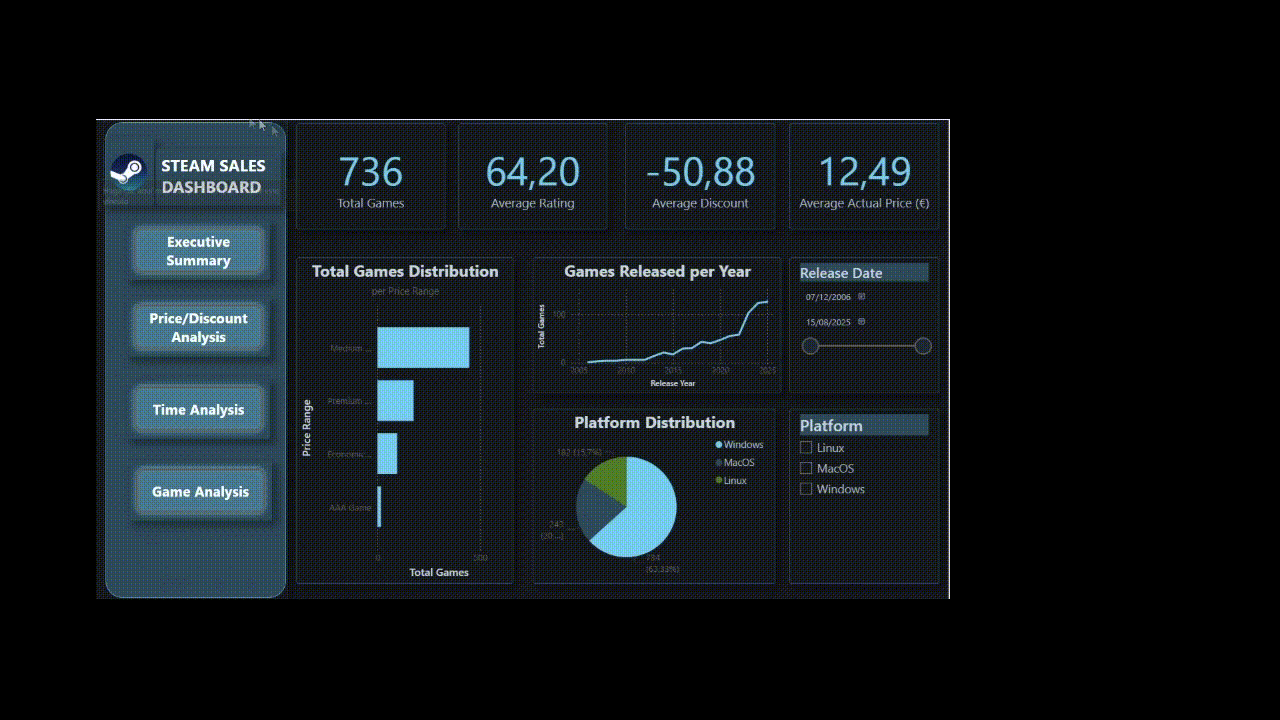 STEAM SALES
DASHBOARD
Executive
Summary
Price/Discount
Analysis
Time Analysis
Game Analysis
736
Total Games
64,20
Average Rating
-50,88
Average Discount
12,49
Average Actual Price (€)
Total Games Distribution
per Price Range
Price Range
Medium ...
Premium ...
Economic...
AAA Game
0
500
Total Games
Games Released per Year
Total Games
100
0
2005
2010
2015
2020
2025
Release Year
Platform Distribution
Windows
MacOS
Linux
182 (15,7%)
(63,33%)
Release Date
07/12/2006
15/08/2025
Platform
Linux
MacOS
Windows